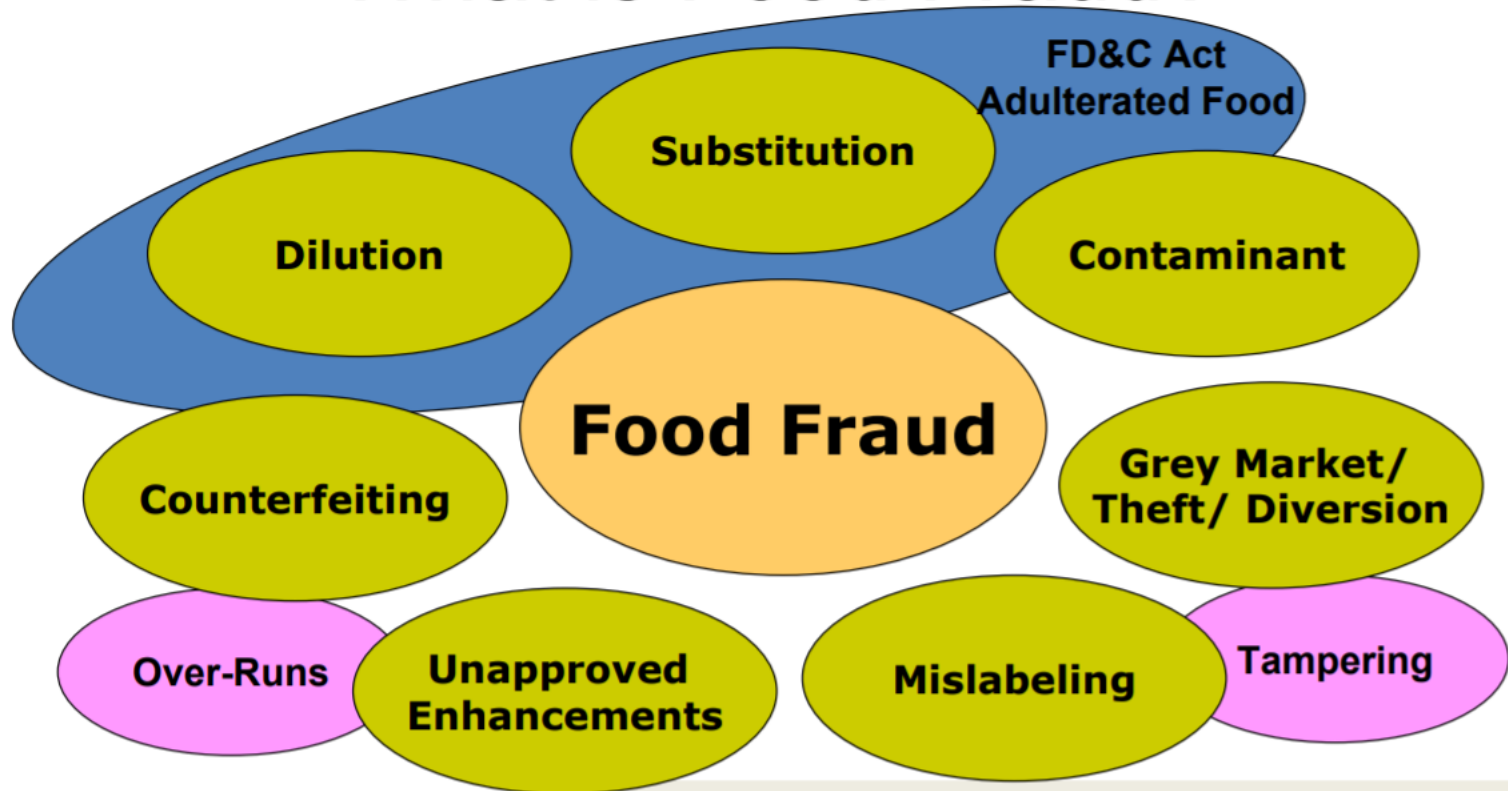 FD&C Act
Adulterated Food
Substitution
Dilution
Contaminant
Food Fraud
Counterfeiting
Grey Market/
Theft/ Diversion
Over-Runs
Unapproved
Enhancements
Mislabeling
Tampering